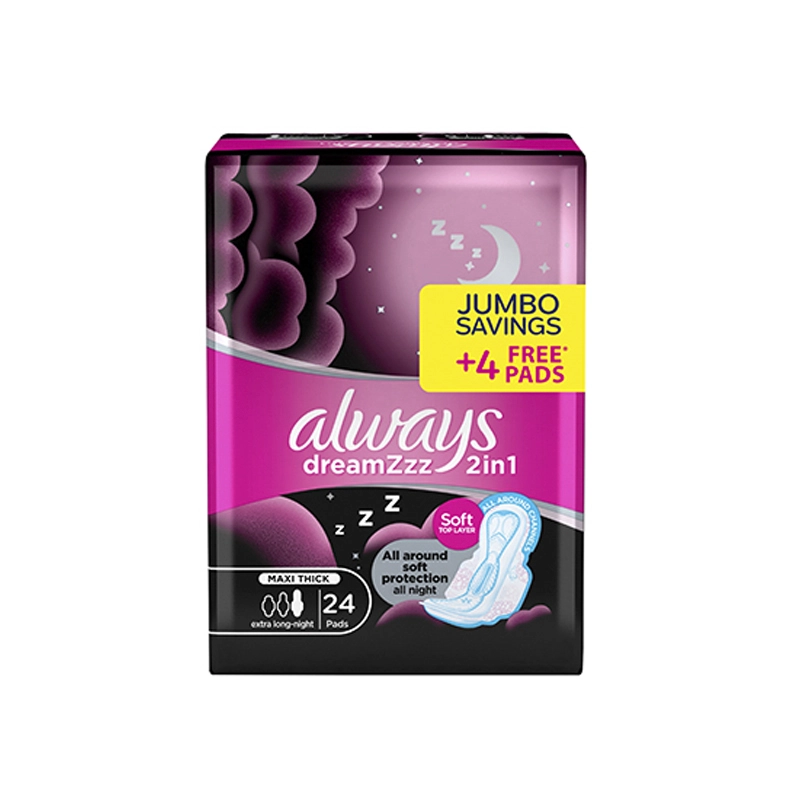 JUMBO
SAVINGS
+4 FREE*
PADS
always
dreamZzz 2in1
z z z
Soft
TOP LAYER
ALL AROUND CHANNELS
All around
soft
protection
all night
MAXI THICK
extra long-night
24
Pads